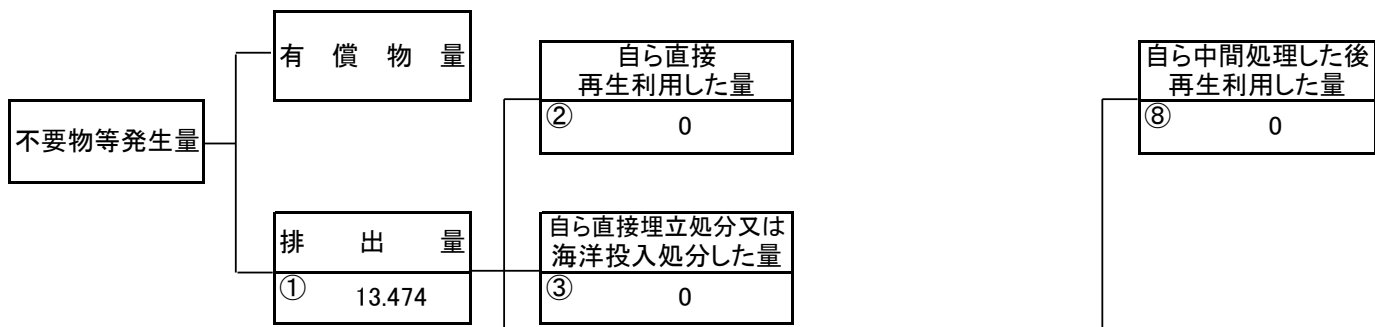 有償物量
自ら直接
再生利用した量
② 0
自ら中間処理した後
再生利用した量
⑧ 0
不要物等発生量
排出量
① 13.474
自ら直接埋立処分又は
海洋投入処分した量
③ 0